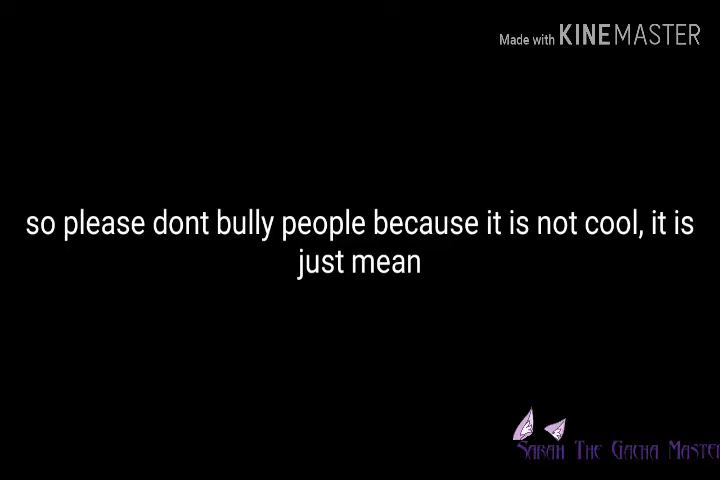 Made with KINEMASTER
so please dont bully people because it is not cool, it is
just mean
Sarah The Gacha Master